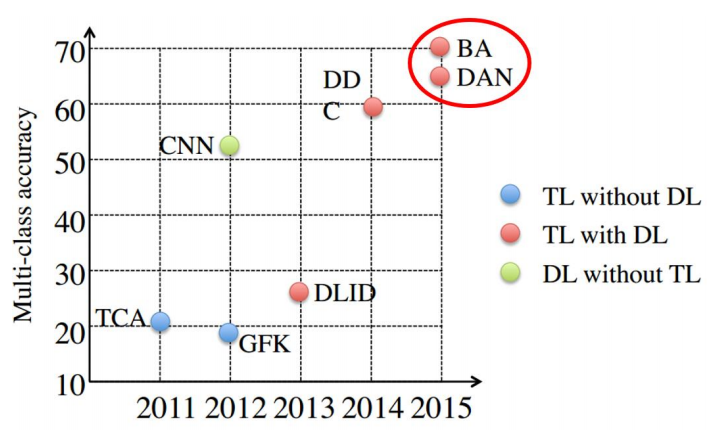 Multi-class accuracy
70
60
50
40
30
20
10
2011 2012 2013 2014 2015
BA
DAN
DD
C
CNN
DLID
TCA
GFK
TL without DL
TL with DL
DL without TL